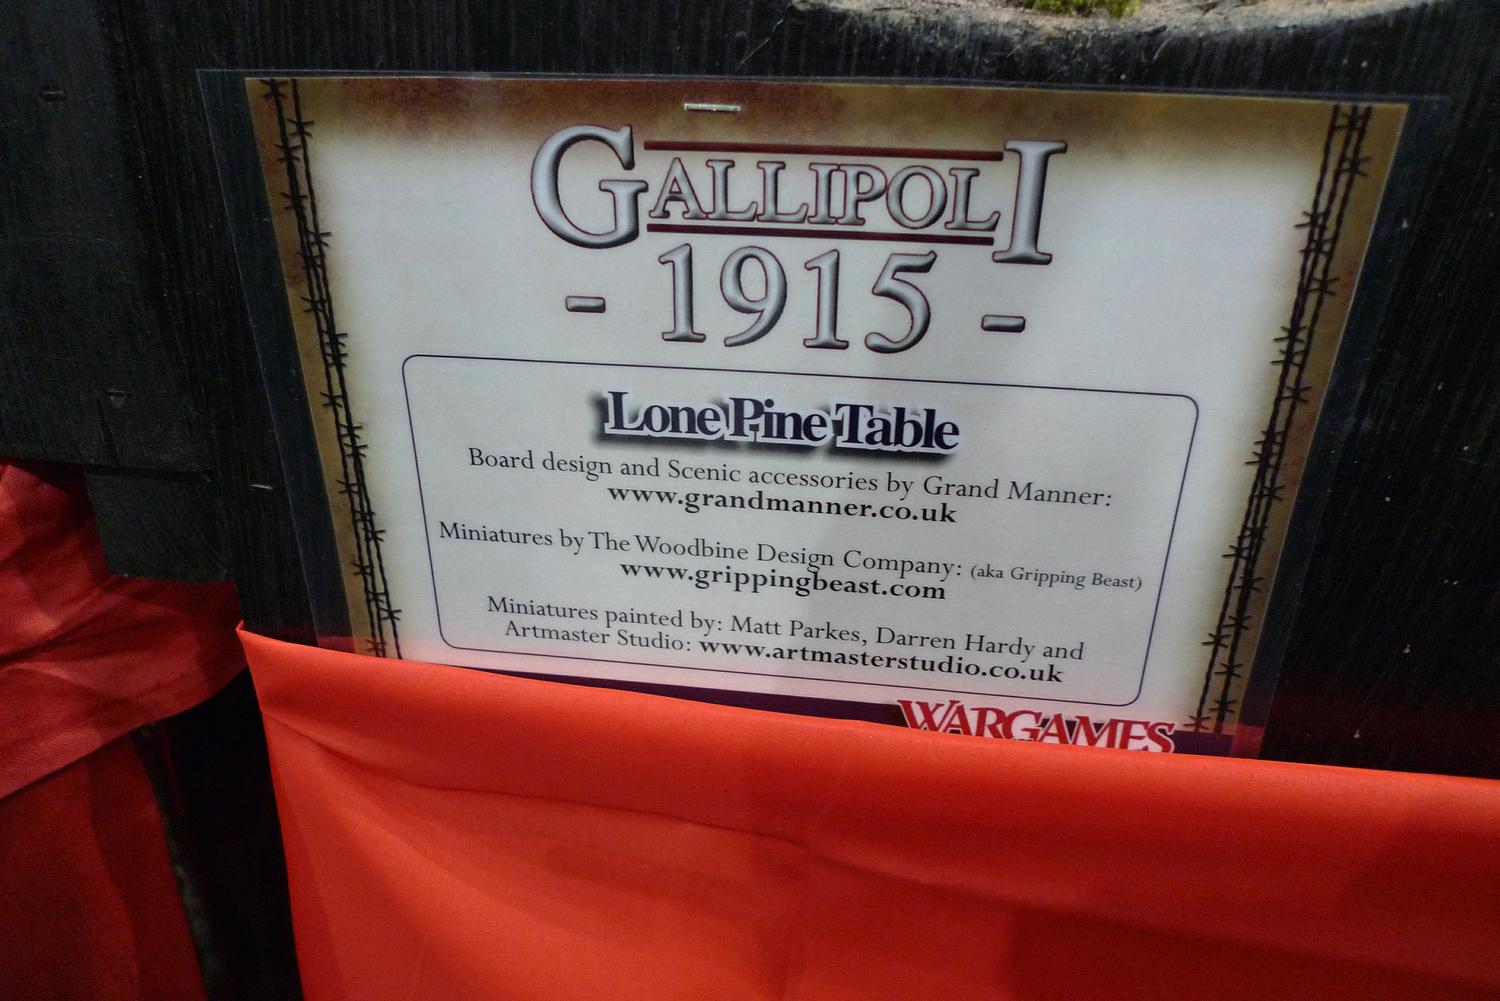 GALLIPOLI
- 1915 -
Lone Pine Table
Board design and Scenic accessories by Grand Manner:
www.grandmanner.co.uk
Miniatures by The Woodbine Design Company: (aka Gripping Beast)
www.grippingbeast.com
Miniatures painted by: Matt Parkes, Darren Hardy and
Artmaster Studio: www.artmasterstudio.co.uk
WARGAMES